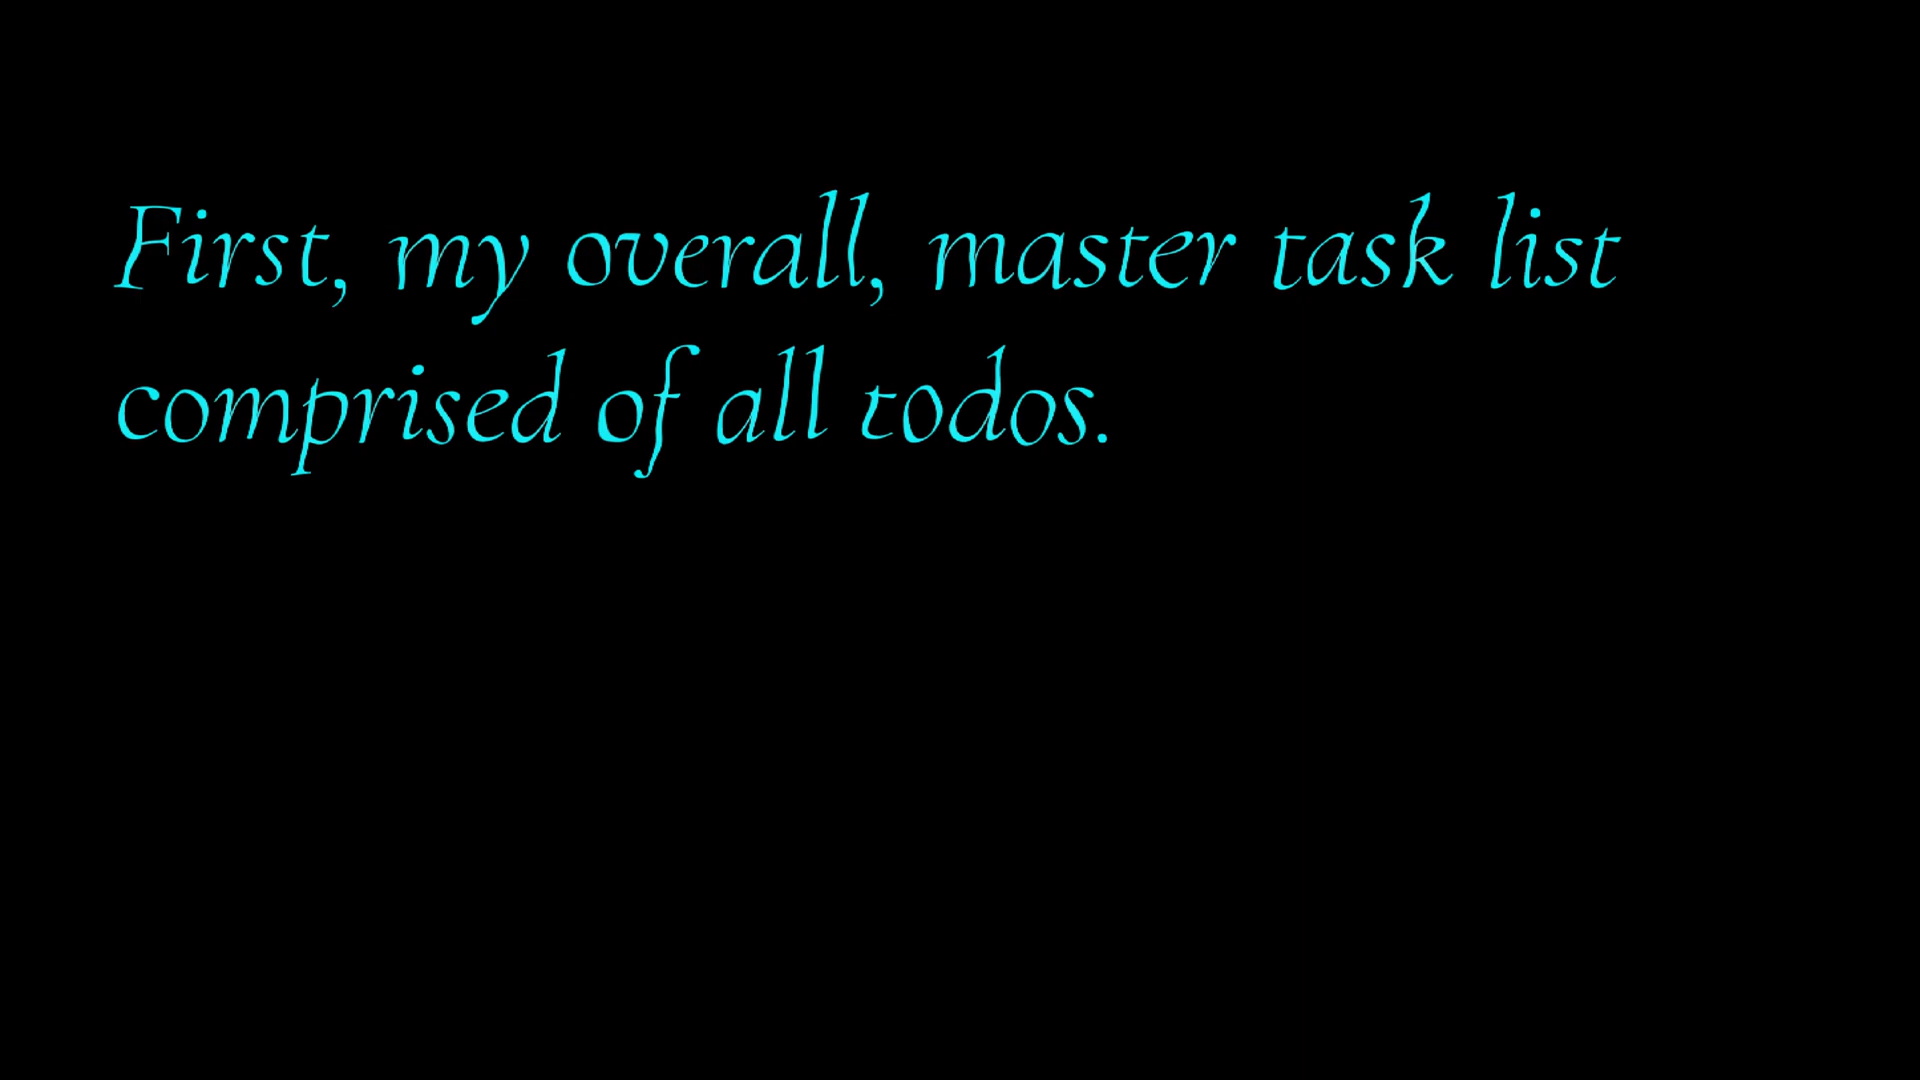 First, my overall, master task list
comprised of all todos.